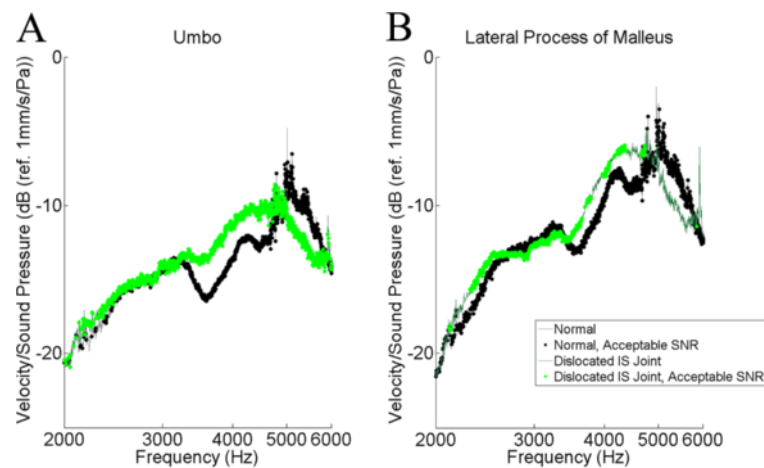 A
Umbo
Velocity/Sound Pressure (dB (ref. 1mm/s/Pa))
0
-10
-20
2000
3000
4000
5000
6000
Frequency (Hz)
B
Lateral Process of Malleus
Velocity/Sound Pressure (dB (ref. 1mm/s/Pa))
0
-10
-20
Normal
Normal, Acceptable SNR
Dislocated IS Joint
Dislocated IS Joint, Acceptable SNR
2000
3000
4000
5000
6000
Frequency (Hz)